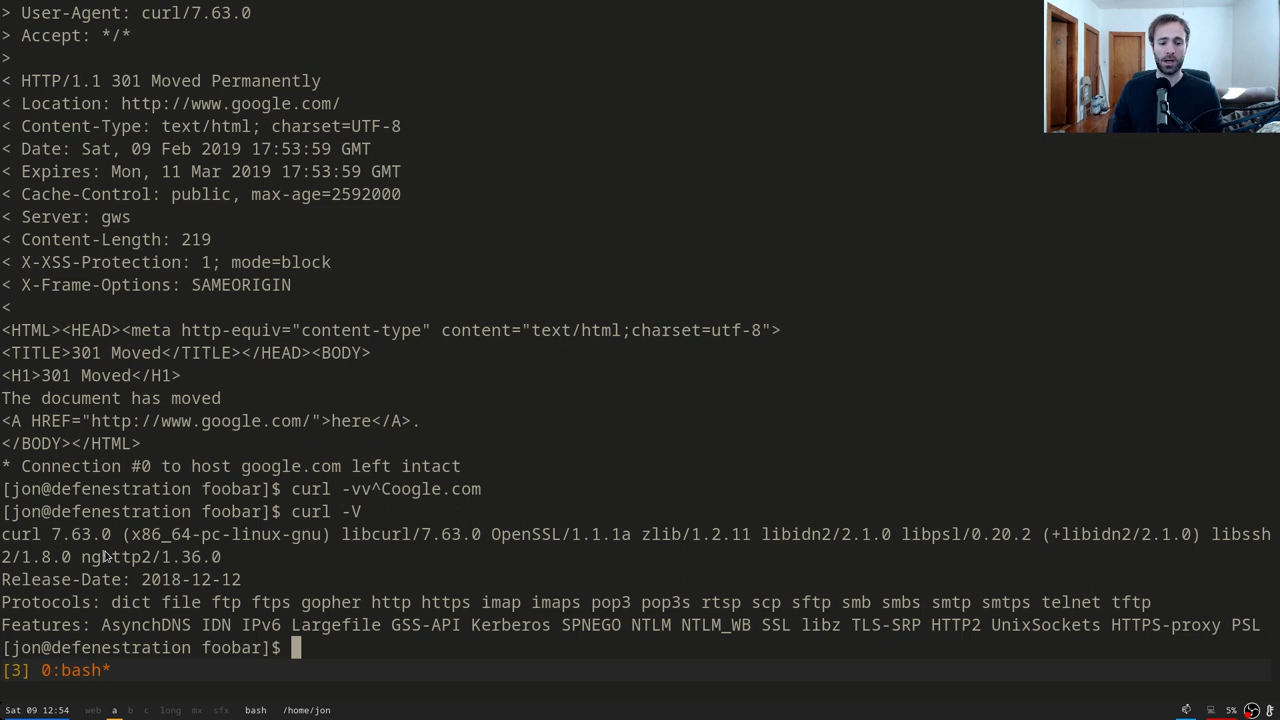 > User-Agent: curl/7.63.0
> Accept: */*
>
< HTTP/1.1 301 Moved Permanently
< Location: http://www.google.com/
< Content-Type: text/html; charset=UTF-8
< Date: Sat, 09 Feb 2019 17:53:59 GMT
< Expires: Mon, 11 Mar 2019 17:53:59 GMT
< Cache-Control: public, max-age=2592000
< Server: gws
< Content-Length: 219
< X-XSS-Protection: 1; mode=block
< X-Frame-Options: SAMEORIGIN
<
<HTML><HEAD><meta http-equiv="content-type" content="text/html;charset=utf-8">
<TITLE>301 Moved</TITLE></HEAD><BODY>
<H1>301 Moved</H1>
The document has moved
<A HREF="http://www.google.com/">here</A>.
</BODY></HTML>
* Connection #0 to host google.com left intact
[jon@defenestration foobar]$ curl -vv^Coogle.com
[jon@defenestration foobar]$ curl -V
curl 7.63.0 (x86_64-pc-linux-gnu) libcurl/7.63.0 OpenSSL/1.1.1a zlib/1.2.11 libidn2/2.1.0 libpsl/0.20.2 (+libidn2/2.1.0) libssh
2/1.8.0 nghttp2/1.36.0
Release-Date: 2018-12-12
Protocols: dict file ftp ftps gopher http https imap imaps pop3 pop3s rtsp scp sftp smb smbs smtp smtps telnet tftp
Features: AsynchDNS IDN IPv6 Largefile GSS-API Kerberos SPNEGO NTLM NTLM_WB SSL libz TLS-SRP HTTP2 UnixSockets HTTPS-proxy PSL
[jon@defenestration foobar]$
[3] 0:bash*
Sat 09 12:54 web a b c long mx sfx bash /home/jon 5%